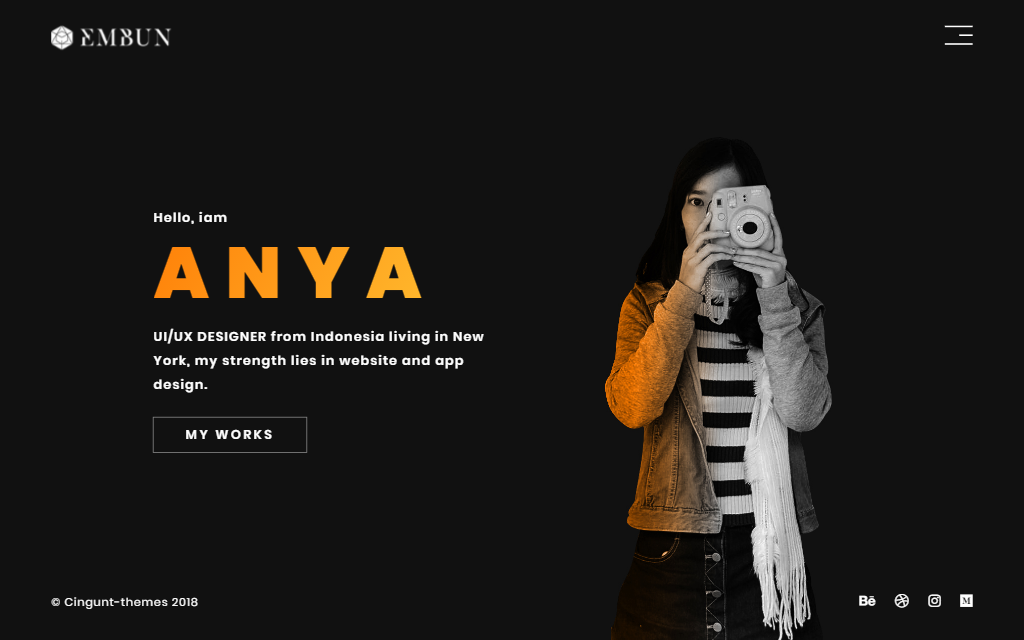 EMBUN
Hello, iam
ANYA
UI/UX DESIGNER from Indonesia living in New
York, my strength lies in website and app
design.
MY WORKS
© Cingunt-themes 2018
Bē
M